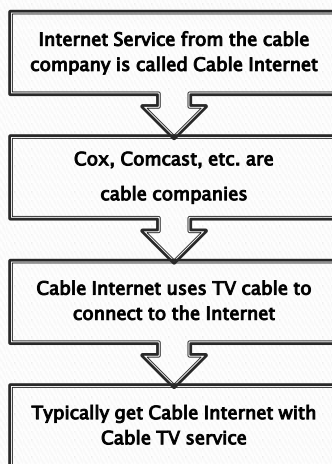 Internet Service from the cable
company is called Cable Internet
Cox, Comcast, etc. are
cable companies
Cable Internet uses TV cable to
connect to the Internet
Typically get Cable Internet with
Cable TV service